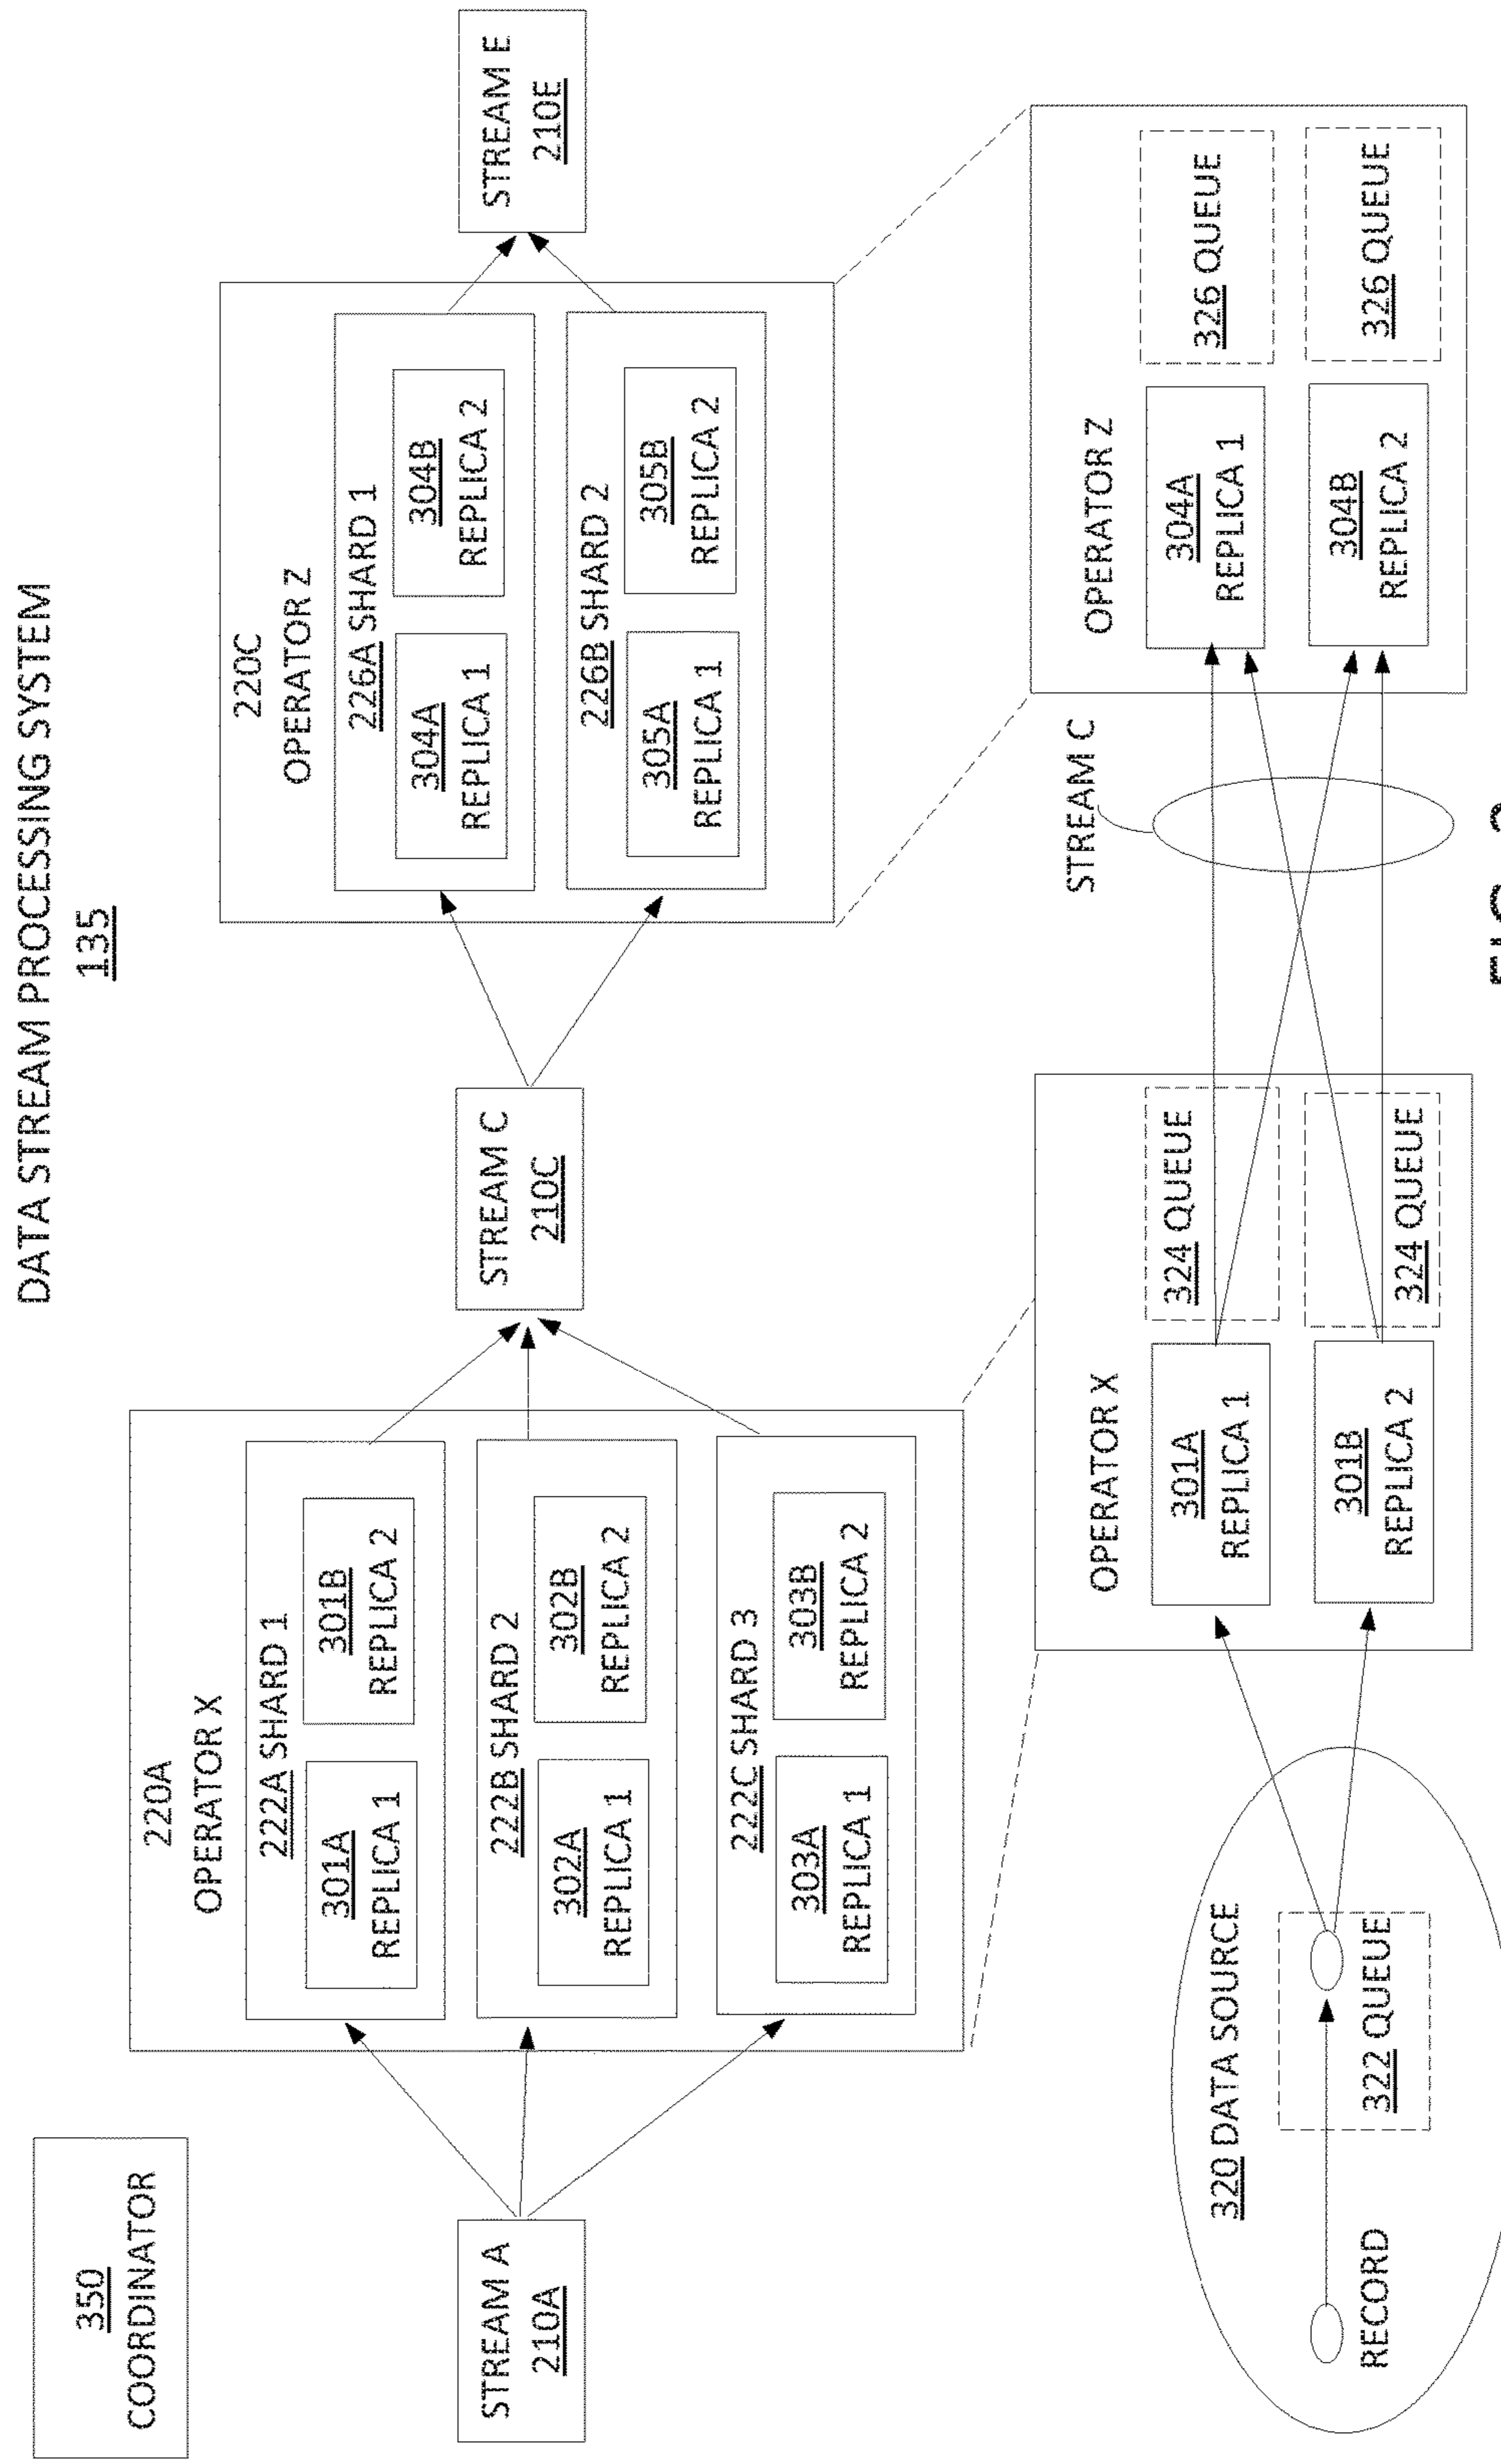 DATA STREAM PROCESSING SYSTEM
135
350
COORDINATOR
STREAM A
210A
220A
OPERATOR X
222A SHARD 1
301A
REPLICA 1
301B
REPLICA 2
222B SHARD 2
302A
REPLICA 1
302B
REPLICA 2
222C SHARD 3
303A
REPLICA 1
303B
REPLICA 2
STREAM C
210C
220C
OPERATOR Z
226A SHARD 1
304A
REPLICA 1
304B
REPLICA 2
226B SHARD 2
305A
REPLICA 1
305B
REPLICA 2
STREAM E
210E
320 DATA SOURCE
RECORD
322 QUEUE
OPERATOR X
301A
REPLICA 1
324 QUEUE
301B
REPLICA 2
324 QUEUE
STREAM C
OPERATOR Z
304A
REPLICA 1
326 QUEUE
304B
REPLICA 2
326 QUEUE